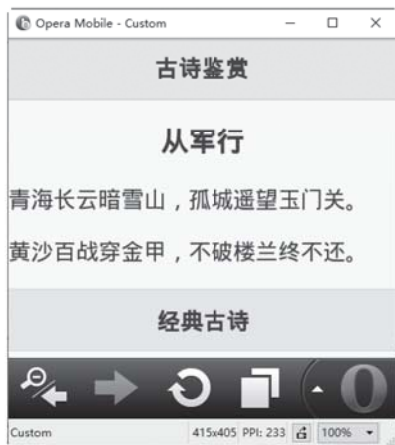 Opera Mobile - Custom
古诗鉴赏
从军行
青海长云暗雪山，孤城遥望玉门关。
黄沙百战穿金甲，不破楼兰终不还。
经典古诗
Custom 415x405 PPI: 233 100%